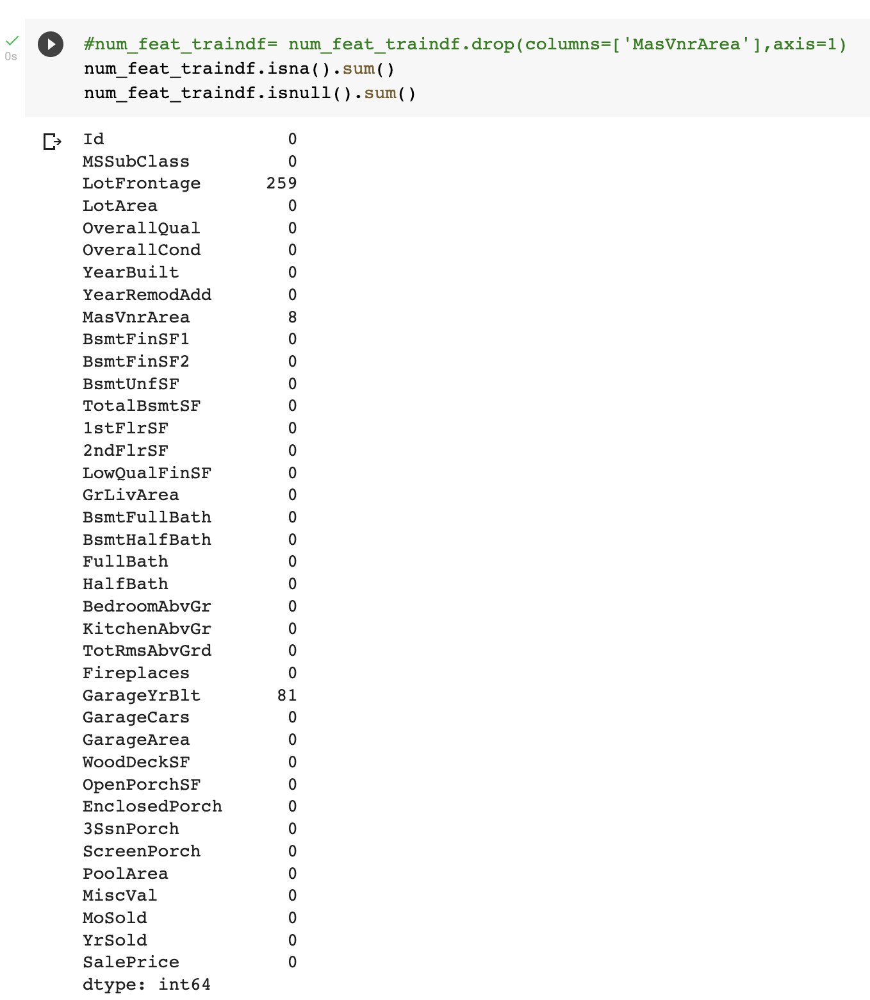 #num_feat_traindf= num_feat_traindf.drop(columns=['MasVnrArea'],axis=1)
0s
num_feat_traindf.isna().sum()
num_feat_traindf.isnull().sum()
Id 0
MSSubClass 0
LotFrontage 259
LotArea 0
OverallQual 0
OverallCond 0
YearBuilt 0
YearRemodAdd 0
MasVnrArea 8
BsmtFinSF1 0
BsmtFinSF2 0
BsmtUnfSF 0
TotalBsmtSF 0
1stFlrSF 0
2ndFlrSF 0
LowQualFinSF 0
GrLivArea 0
BsmtFullBath 0
BsmtHalfBath 0
FullBath 0
HalfBath 0
BedroomAbvGr 0
KitchenAbvGr 0
TotRmsAbvGrd 0
Fireplaces 0
GarageYrBlt 81
GarageCars 0
GarageArea 0
WoodDeckSF 0
OpenPorchSF 0
EnclosedPorch 0
3SsnPorch 0
ScreenPorch 0
PoolArea 0
MiscVal 0
MoSold 0
YrSold 0
SalePrice 0
dtype: int64